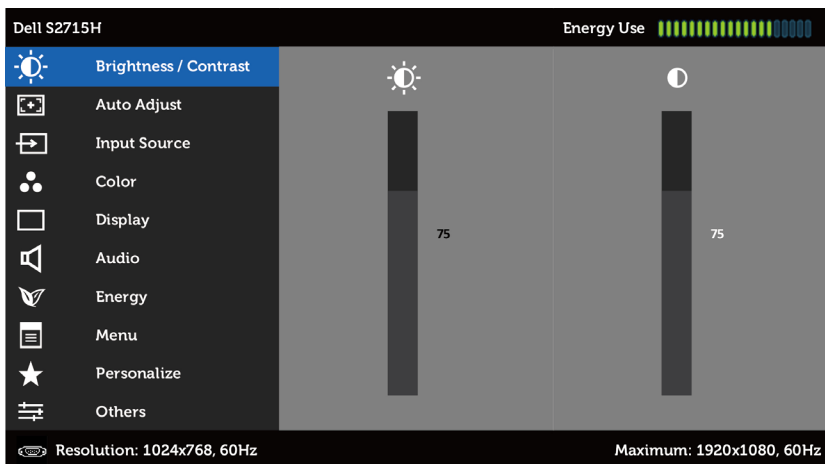 Dell S2715H
Energy Use
Brightness / Contrast
Auto Adjust
Input Source
Color
Display
Audio
Energy
Menu
Personalize
Others
75
75
Resolution: 1024x768, 60Hz
Maximum: 1920x1080, 60Hz